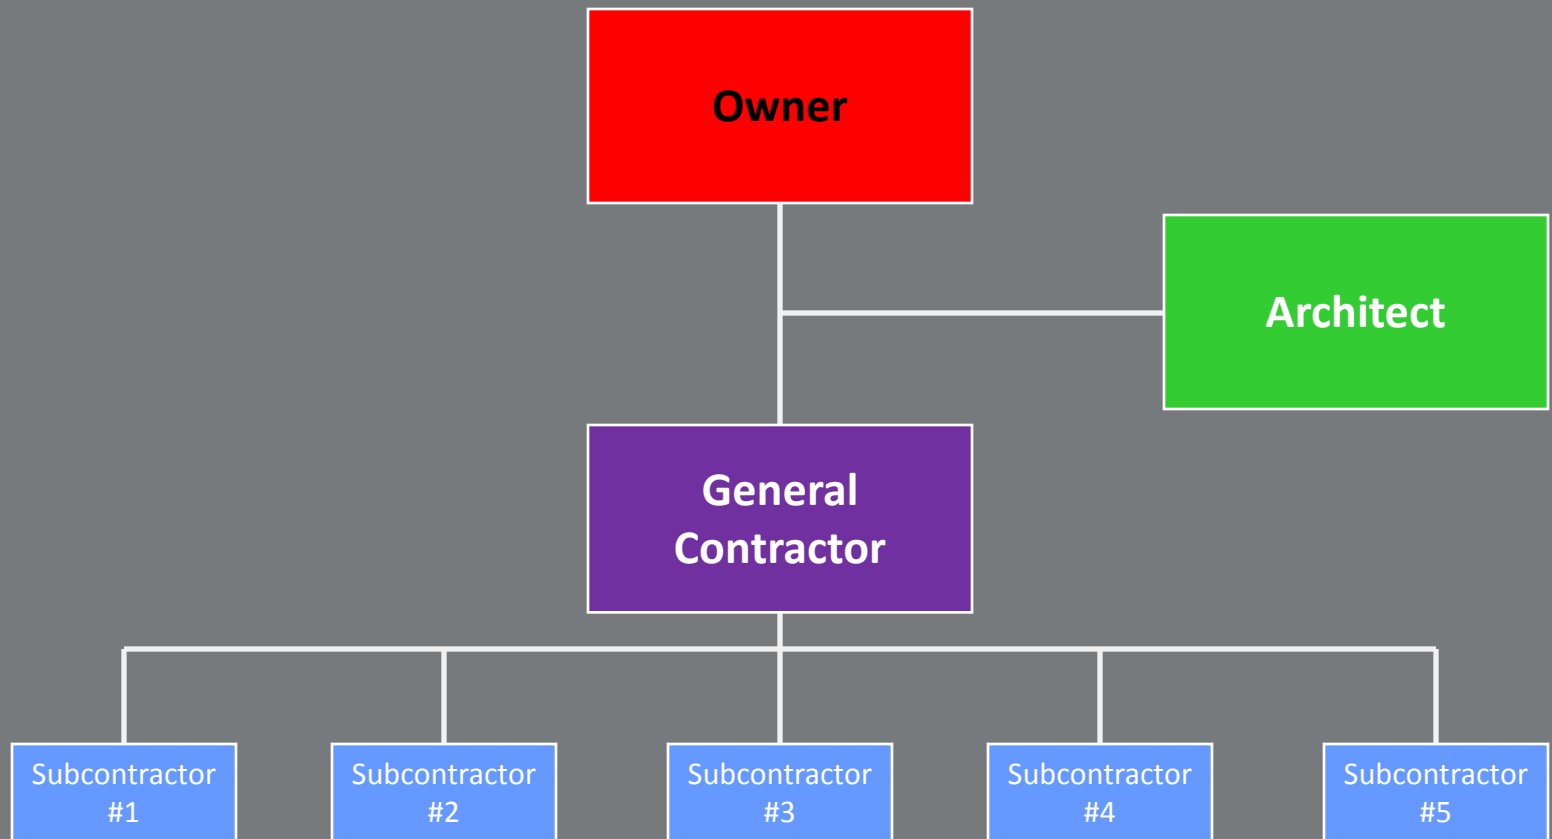 Owner
Architect
General
Contractor
Subcontractor
#1
Subcontractor
#2
Subcontractor
#3
Subcontractor
#4
Subcontractor
#5